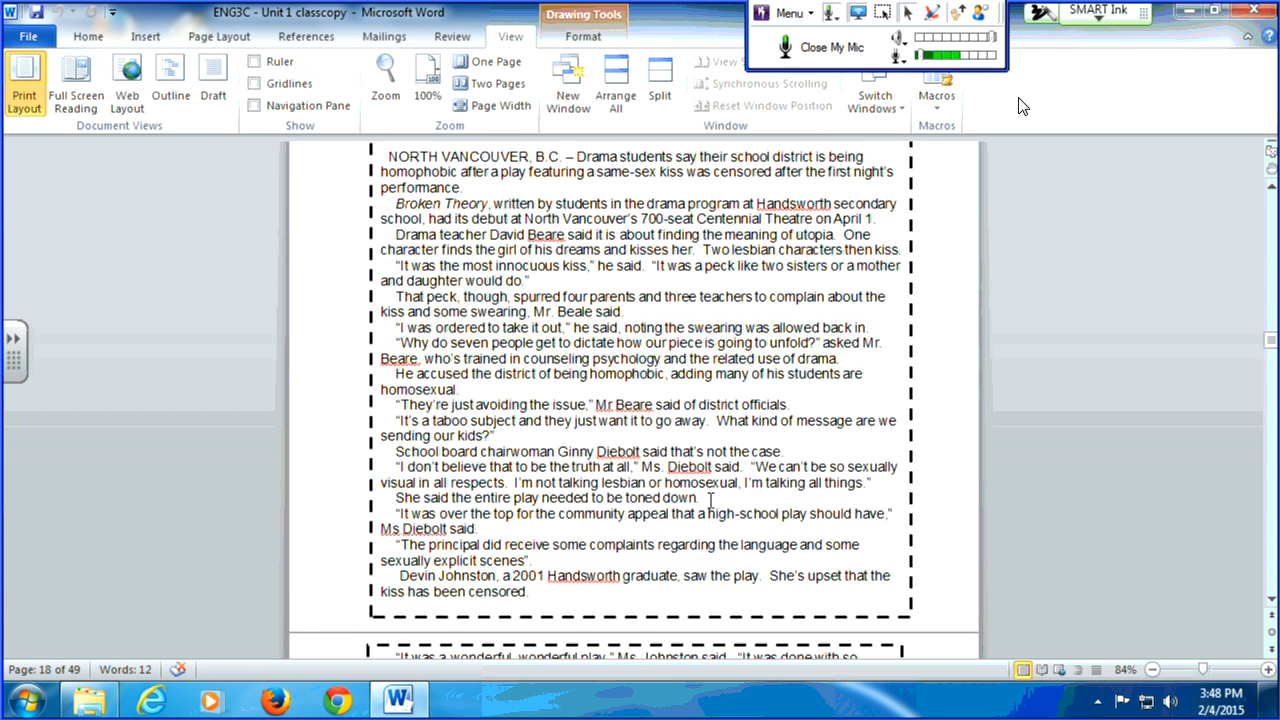 ENG3C - Unit 1 classcopy - Microsoft Word
Drawing Tools
Menu
SMART Ink
File Home Insert Page Layout References Mailings Review View Format
Close My Mic
Print Layout
Full Screen Reading
Web Layout
Outline
Draft
Document Views
Ruler
Gridlines
Navigation Pane
Show
Zoom
100%
One Page
Two Pages
Page Width
Zoom
New Window
Arrange All
Split
Synchronous Scrolling
Reset Window Position
Window
Switch Windows
Macros
Macros
NORTH VANCOUVER, B.C. – Drama students say their school district is being
homophobic after a play featuring a same-sex kiss was censored after the first night's
performance.
Broken Theory, written by students in the drama program at Handsworth secondary
school, had its debut at North Vancouver's 700-seat Centennial Theatre on April 1.
Drama teacher David Beare said it is about finding the meaning of utopia. One
character finds the girl of his dreams and kisses her. Two lesbian characters then kiss.
“It was the most innocuous kiss,” he said. “It was a peck like two sisters or a mother
and daughter would do.”
That peck, though, spurred four parents and three teachers to complain about the
kiss and some swearing, Mr. Beale said.
“I was ordered to take it out,” he said, noting the swearing was allowed back in.
“Why do seven people get to dictate how our piece is going to unfold?” asked Mr.
Beare, who's trained in counseling psychology and the related use of drama.
He accused the district of being homophobic, adding many of his students are
homosexual.
“They're just avoiding the issue,” Mr Beare said of district officials.
“It's a taboo subject and they just want it to go away. What kind of message are we
sending our kids?”
School board chairwoman Ginny Diebolt said that's not the case.
“I don't believe that to be the truth at all,” Ms. Diebolt said. “We can't be so sexually
visual in all respects. I'm not talking lesbian or homosexual, I'm talking all things.”
She said the entire play needed to be toned down.
“It was over the top for the community appeal that a high-school play should have,”
Ms Diebolt said.
“The principal did receive some complaints regarding the language and some
sexually explicit scenes”.
Devin Johnston, a 2001 Handsworth graduate, saw the play. She's upset that the
kiss has been censored.
“It was a wonderful, wonderful play,” Ms. Johnston said. “It was done with so
Page: 18 of 49 Words: 12 84%
3:48 PM
2/4/2015